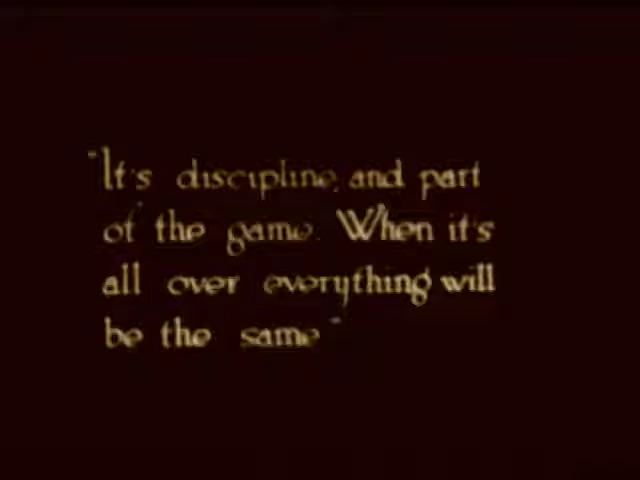 "It's discipline, and part
of the game. When it's
all over everything will
be the same"